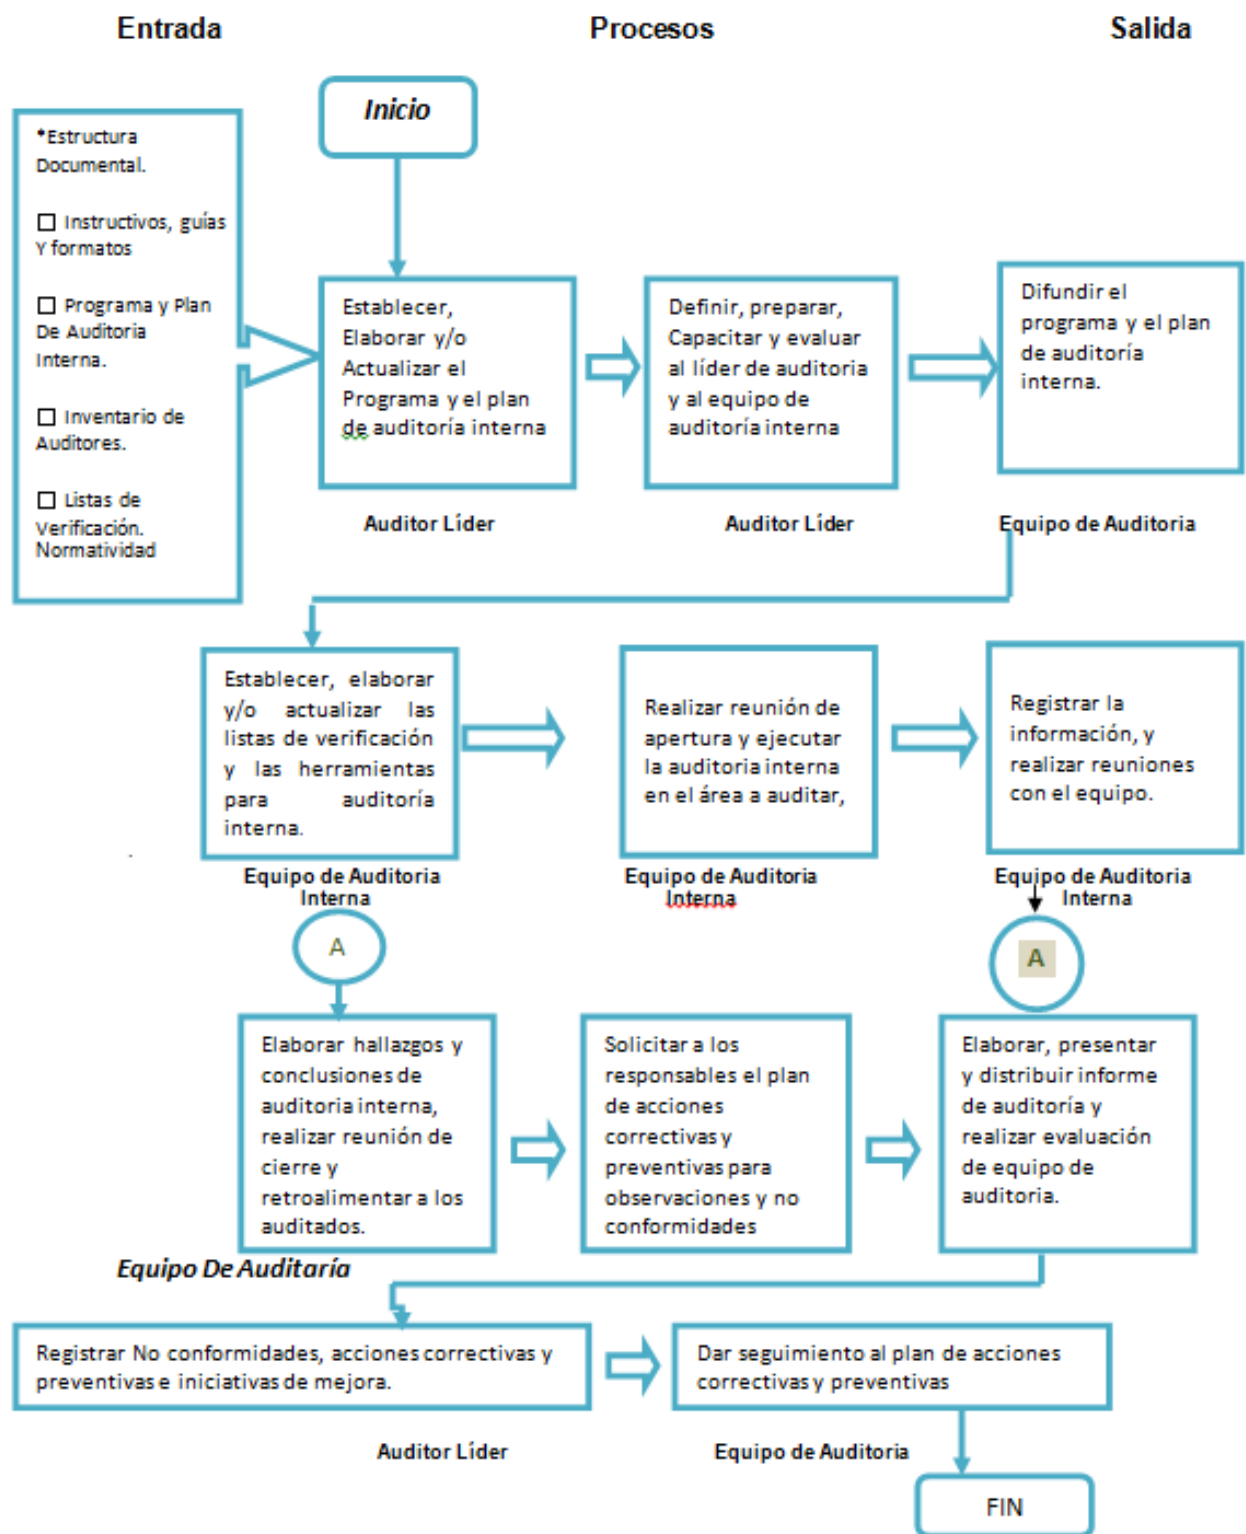 Entrada Procesos Salida
Inicio
*Estructura
Documental.
Instructivos, guías
Y formatos
Programa y Plan
De Auditoria
Interna.
Inventario de
Auditores.
Listas de
Verificación.
Normatividad
Establecer,
Elaborar y/o
Actualizar el
Programa y el plan
de auditoría interna
Auditor Líder
Definir, preparar,
Capacitar y evaluar
al líder de auditoria
y al equipo de
auditoría interna
Auditor Líder
Difundir el
programa y el plan
de auditoría
interna.
Equipo de Auditoria
Establecer, elaborar
y/o actualizar las
listas de verificación
y las herramientas
para auditoría
interna.
Equipo de Auditoria
Interna
Realizar reunión de
apertura y ejecutar
la auditoria interna
en el área a auditar,
Equipo de Auditoria
Interna
Registrar la
información, y
realizar reuniones
con el equipo.
Equipo de Auditoria
Interna
A
A
Elaborar hallazgos y
conclusiones de
auditoria interna,
realizar reunión de
cierre y
retroalimentar a los
auditados.
Solicitar a los
responsables el plan
de acciones
correctivas y
preventivas para
observaciones y no
conformidades
Elaborar, presentar
y distribuir informe
de auditoría y
realizar evaluación
de equipo de
auditoria.
Equipo De Auditaría
Registrar No conformidades, acciones correctivas y
preventivas e iniciativas de mejora.
Auditor Líder
Dar seguimiento al plan de acciones
correctivas y preventivas
Equipo de Auditoria
FIN